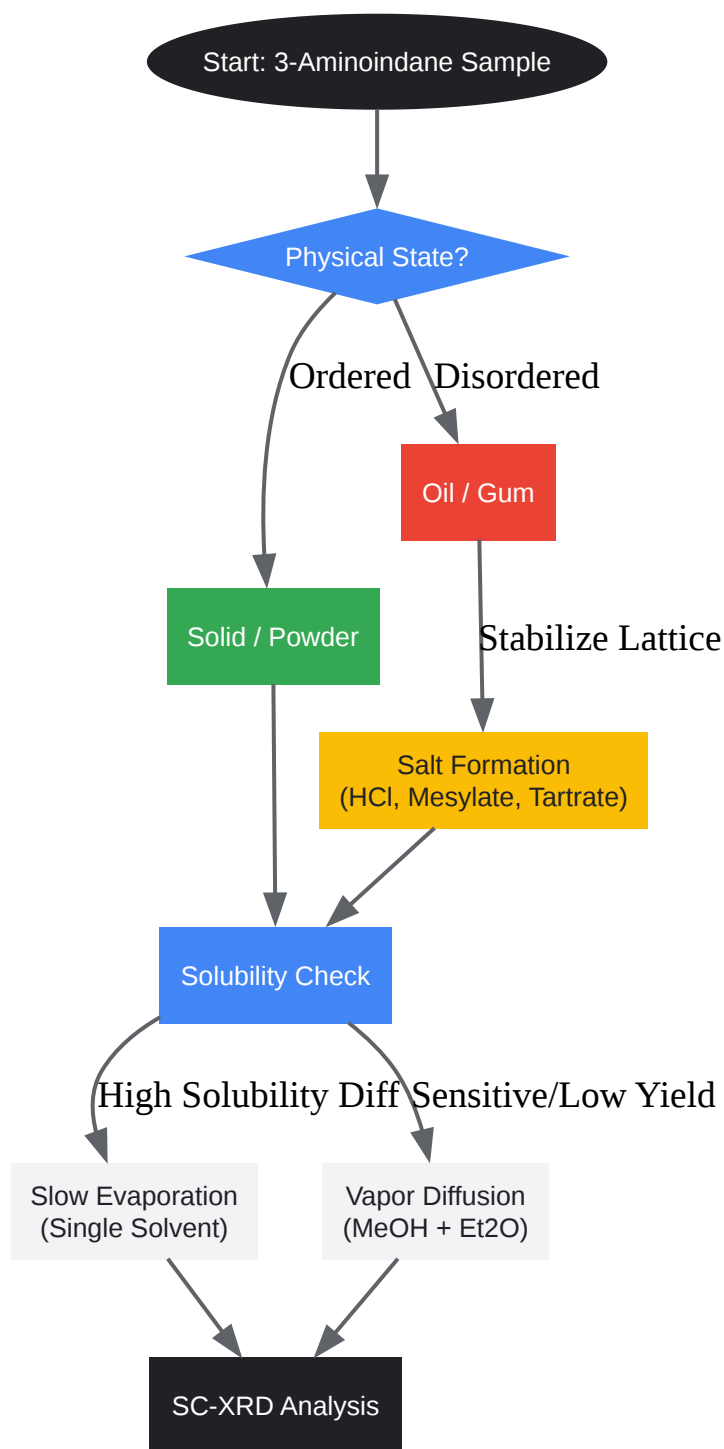 Start: 3-Aminoindane Sample
Physical State?
Ordered
Disordered
Oil / Gum
Solid / Powder
Stabilize Lattice
Salt Formation
(HCl, Mesylate, Tartrate)
Solubility Check
High Solubility Diff
Sensitive/Low Yield
Slow Evaporation
(Single Solvent)
Vapor Diffusion
(MeOH + Et2O)
SC-XRD Analysis